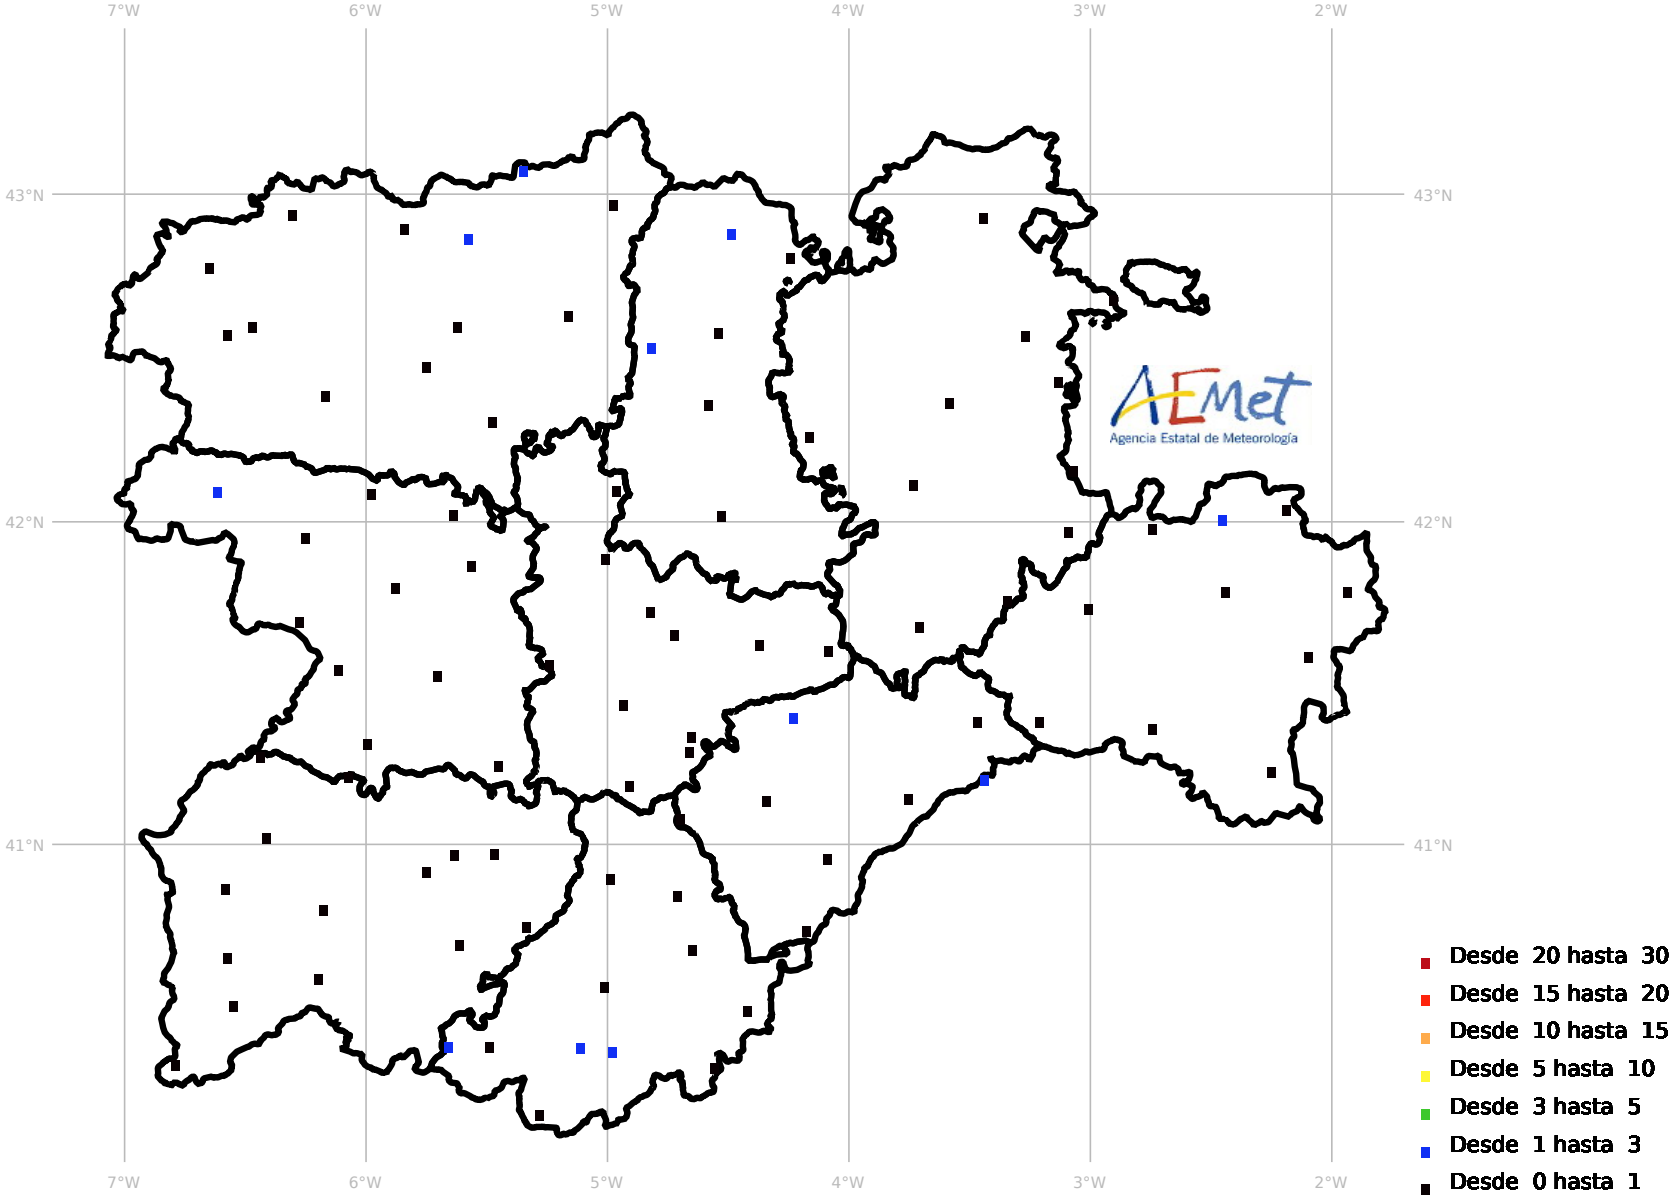 7°W 6°W 5°W 4°W 3°W 2°W
43°N 43°N
AEMet
Agencia Estatal de Meteorología
42°N 42°N
41°N 41°N
Desde 20 hasta 30
Desde 15 hasta 20
Desde 10 hasta 15
Desde 5 hasta 10
Desde 3 hasta 5
Desde 1 hasta 3
Desde 0 hasta 1
7°W 6°W 5°W 4°W 3°W 2°W